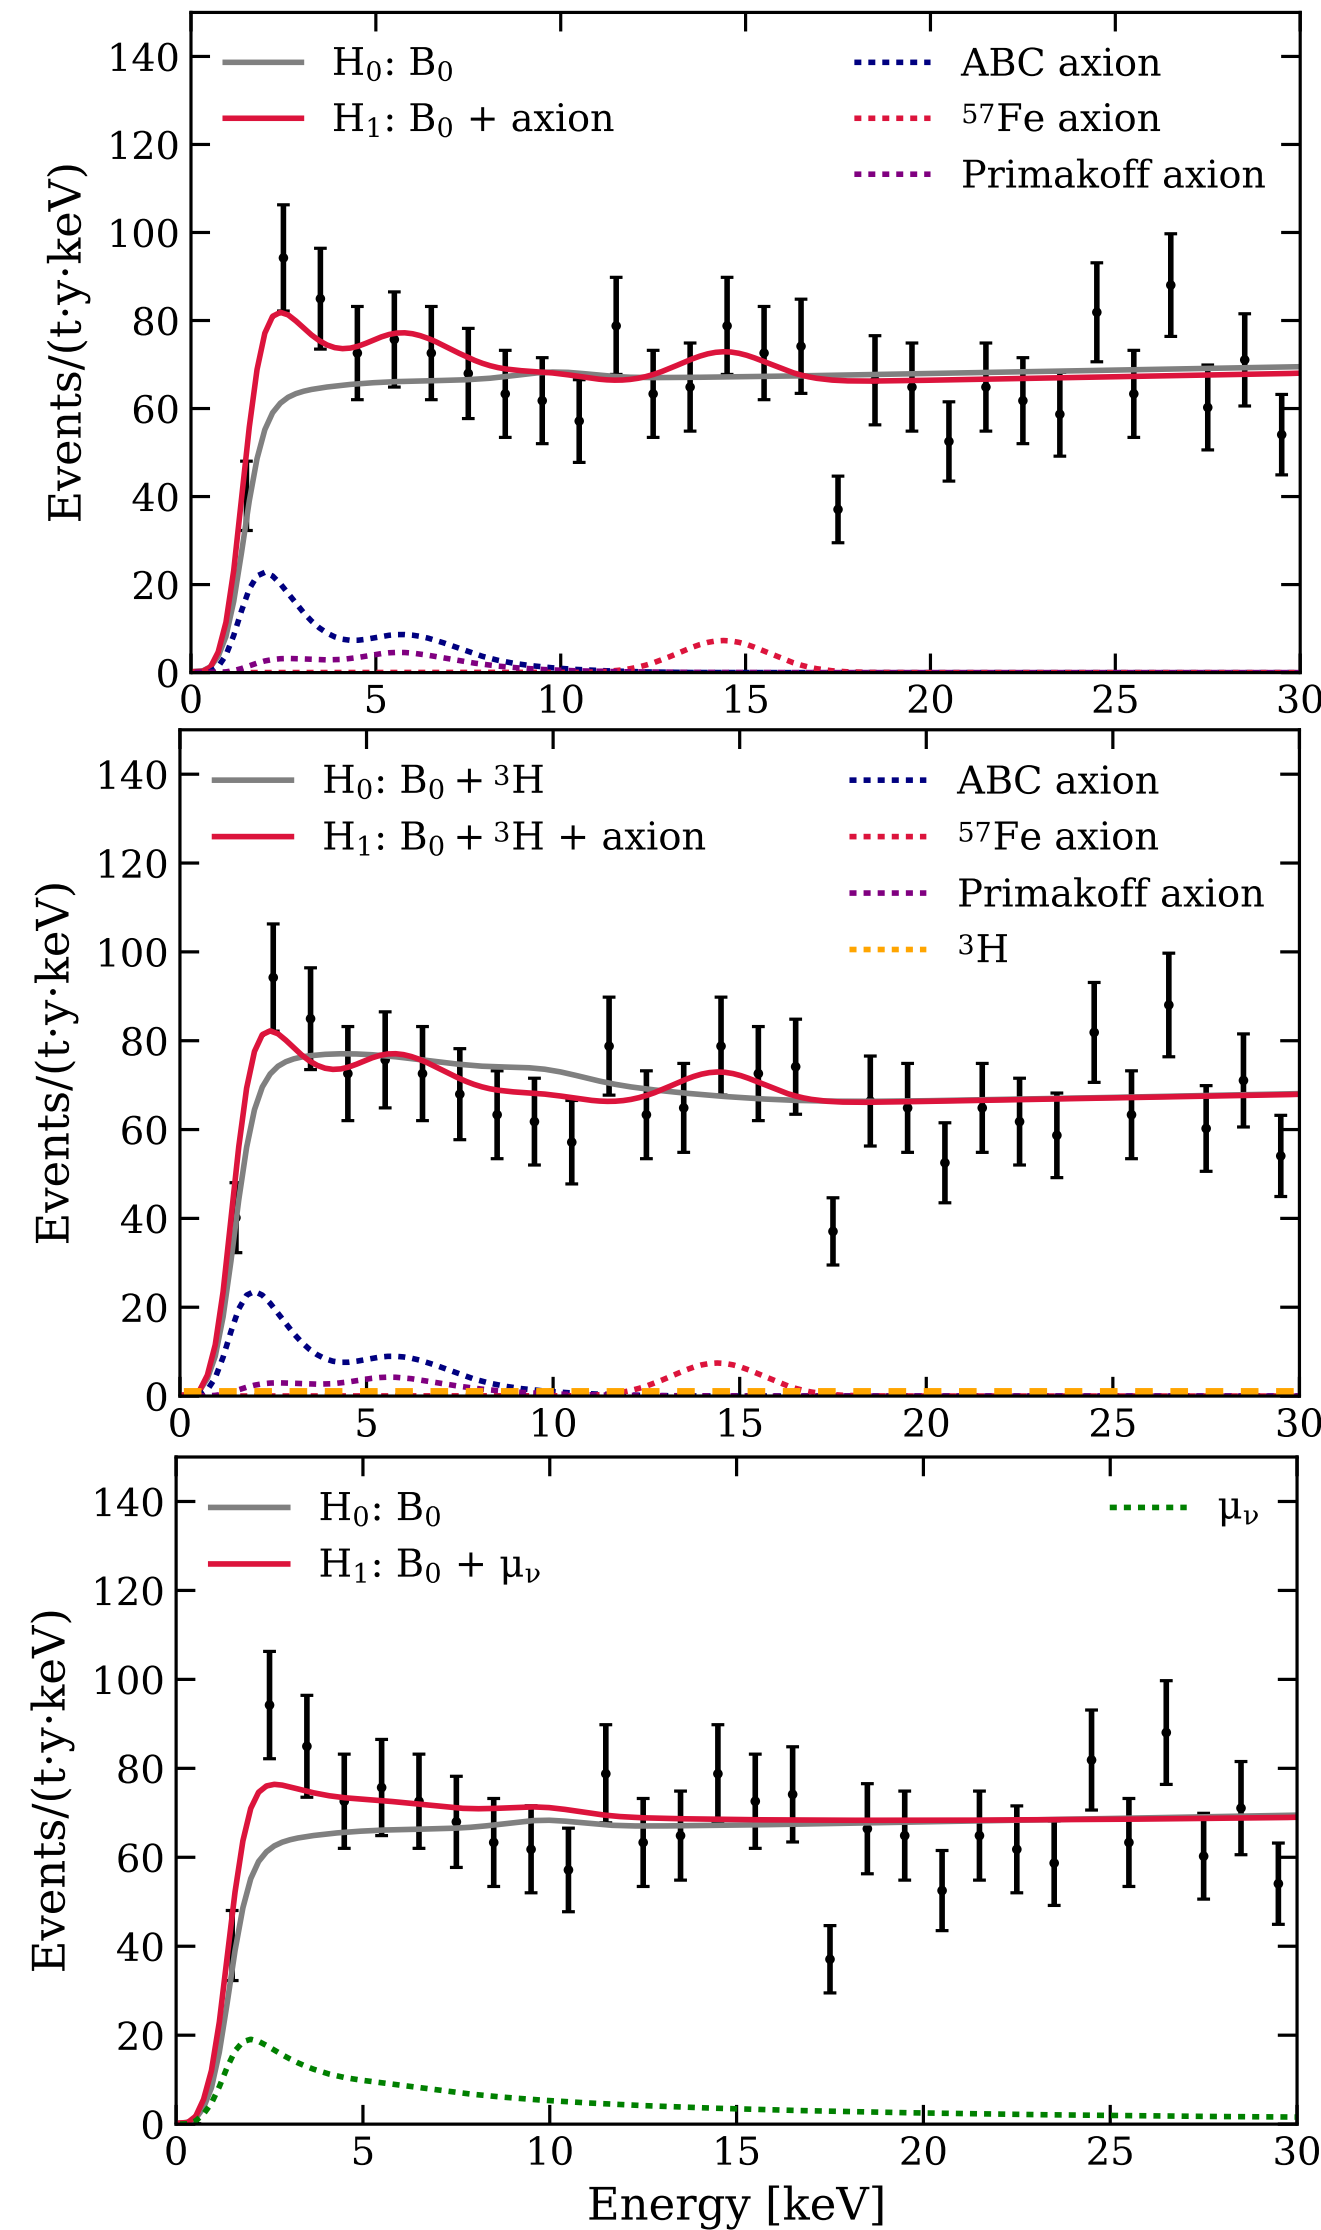 H₀: B₀
H₁: B₀ + axion
ABC axion
⁵⁷Fe axion
Primakoff axion
Events/(t·y·keV)
140
120
100
80
60
40
20
0
0 5 10 15 20 25 30
H₀: B₀ + ³H
H₁: B₀ + ³H + axion
ABC axion
⁵⁷Fe axion
Primakoff axion
³H
Events/(t·y·keV)
140
120
100
80
60
40
20
0
0 5 10 15 20 25 30
H₀: B₀
H₁: B₀ + μᵥ
μᵥ
Events/(t·y·keV)
140
120
100
80
60
40
20
0
0 5 10 15 20 25 30
Energy [keV]